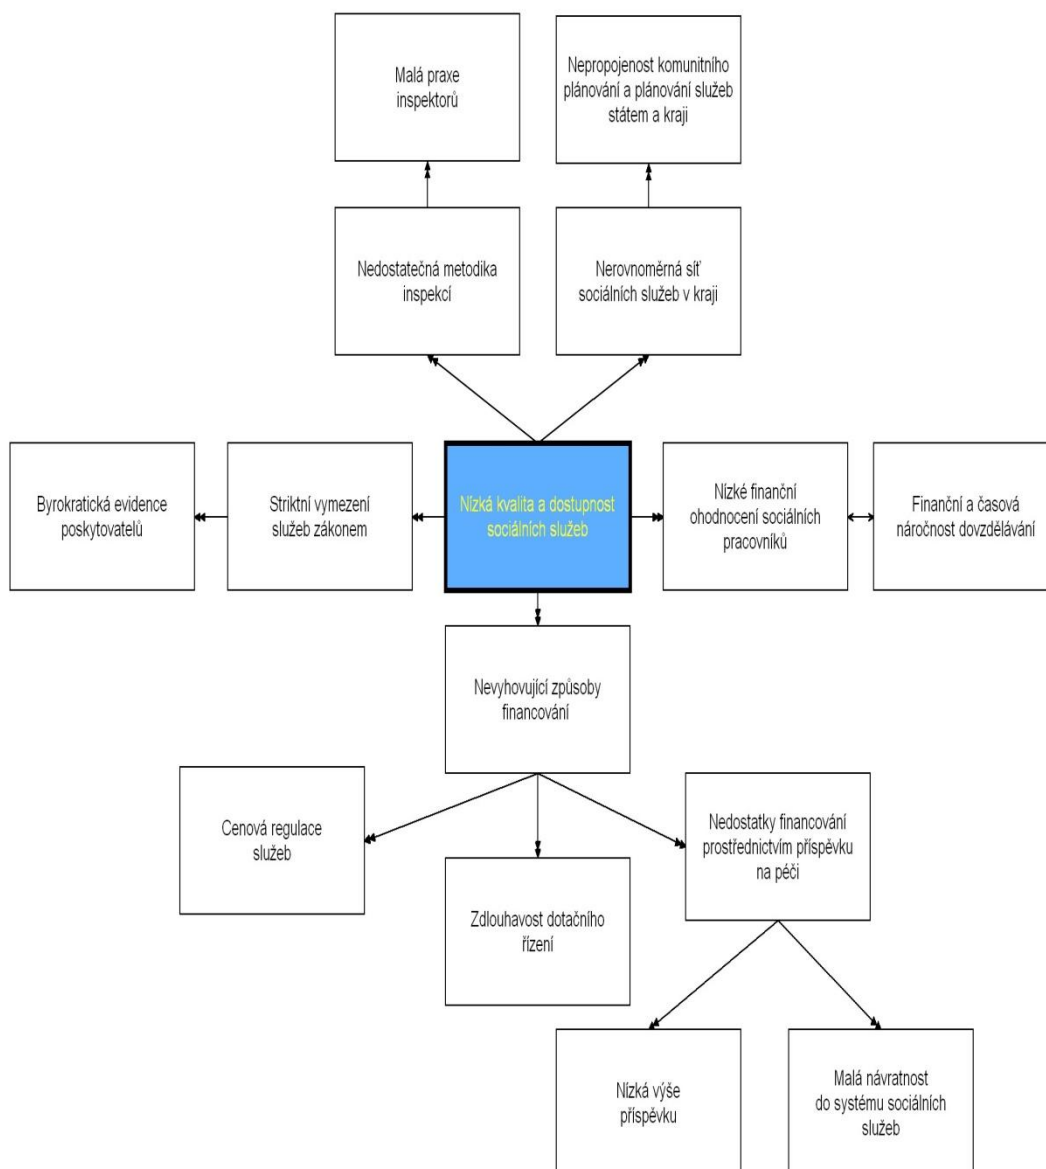 Malá praxe
inspektorů
Nepropojenost komunitního
plánování a plánování služeb
státem a kraji
Nedostatečná metodika
inspekcí
Nerovnoměrná síť
sociálních služeb v kraji
Byrokratická evidence
poskytovatelů
Striktní vymezení
služeb zákonem
Nízká kvalita a dostupnost
sociálních služeb
Nízké finanční
ohodnocení sociálních
pracovníků
Finanční a časová
náročnost dovzdělávání
Nevyhovující způsoby
financování
Cenová regulace
služeb
Zdlouhavost dotačního
řízení
Nedostatky financování
prostřednictvím příspěvku
na péči
Nízká výše
příspěvku
Malá návratnost
do systému sociálních
služeb